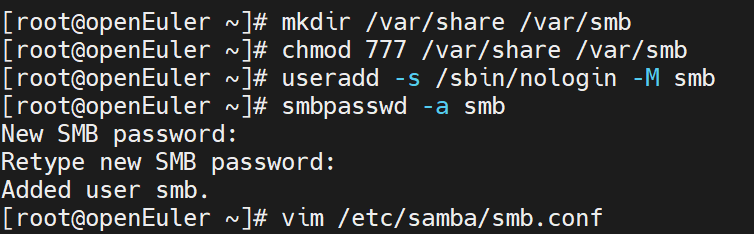 [root@openEuler ~]# mkdir /var/share /var/smb
[root@openEuler ~]# chmod 777 /var/share /var/smb
[root@openEuler ~]# useradd -s /sbin/nologin -M smb
[root@openEuler ~]# smbpasswd -a smb
New SMB password:
Retype new SMB password:
Added user smb.
[root@openEuler ~]# vim /etc/samba/smb.conf